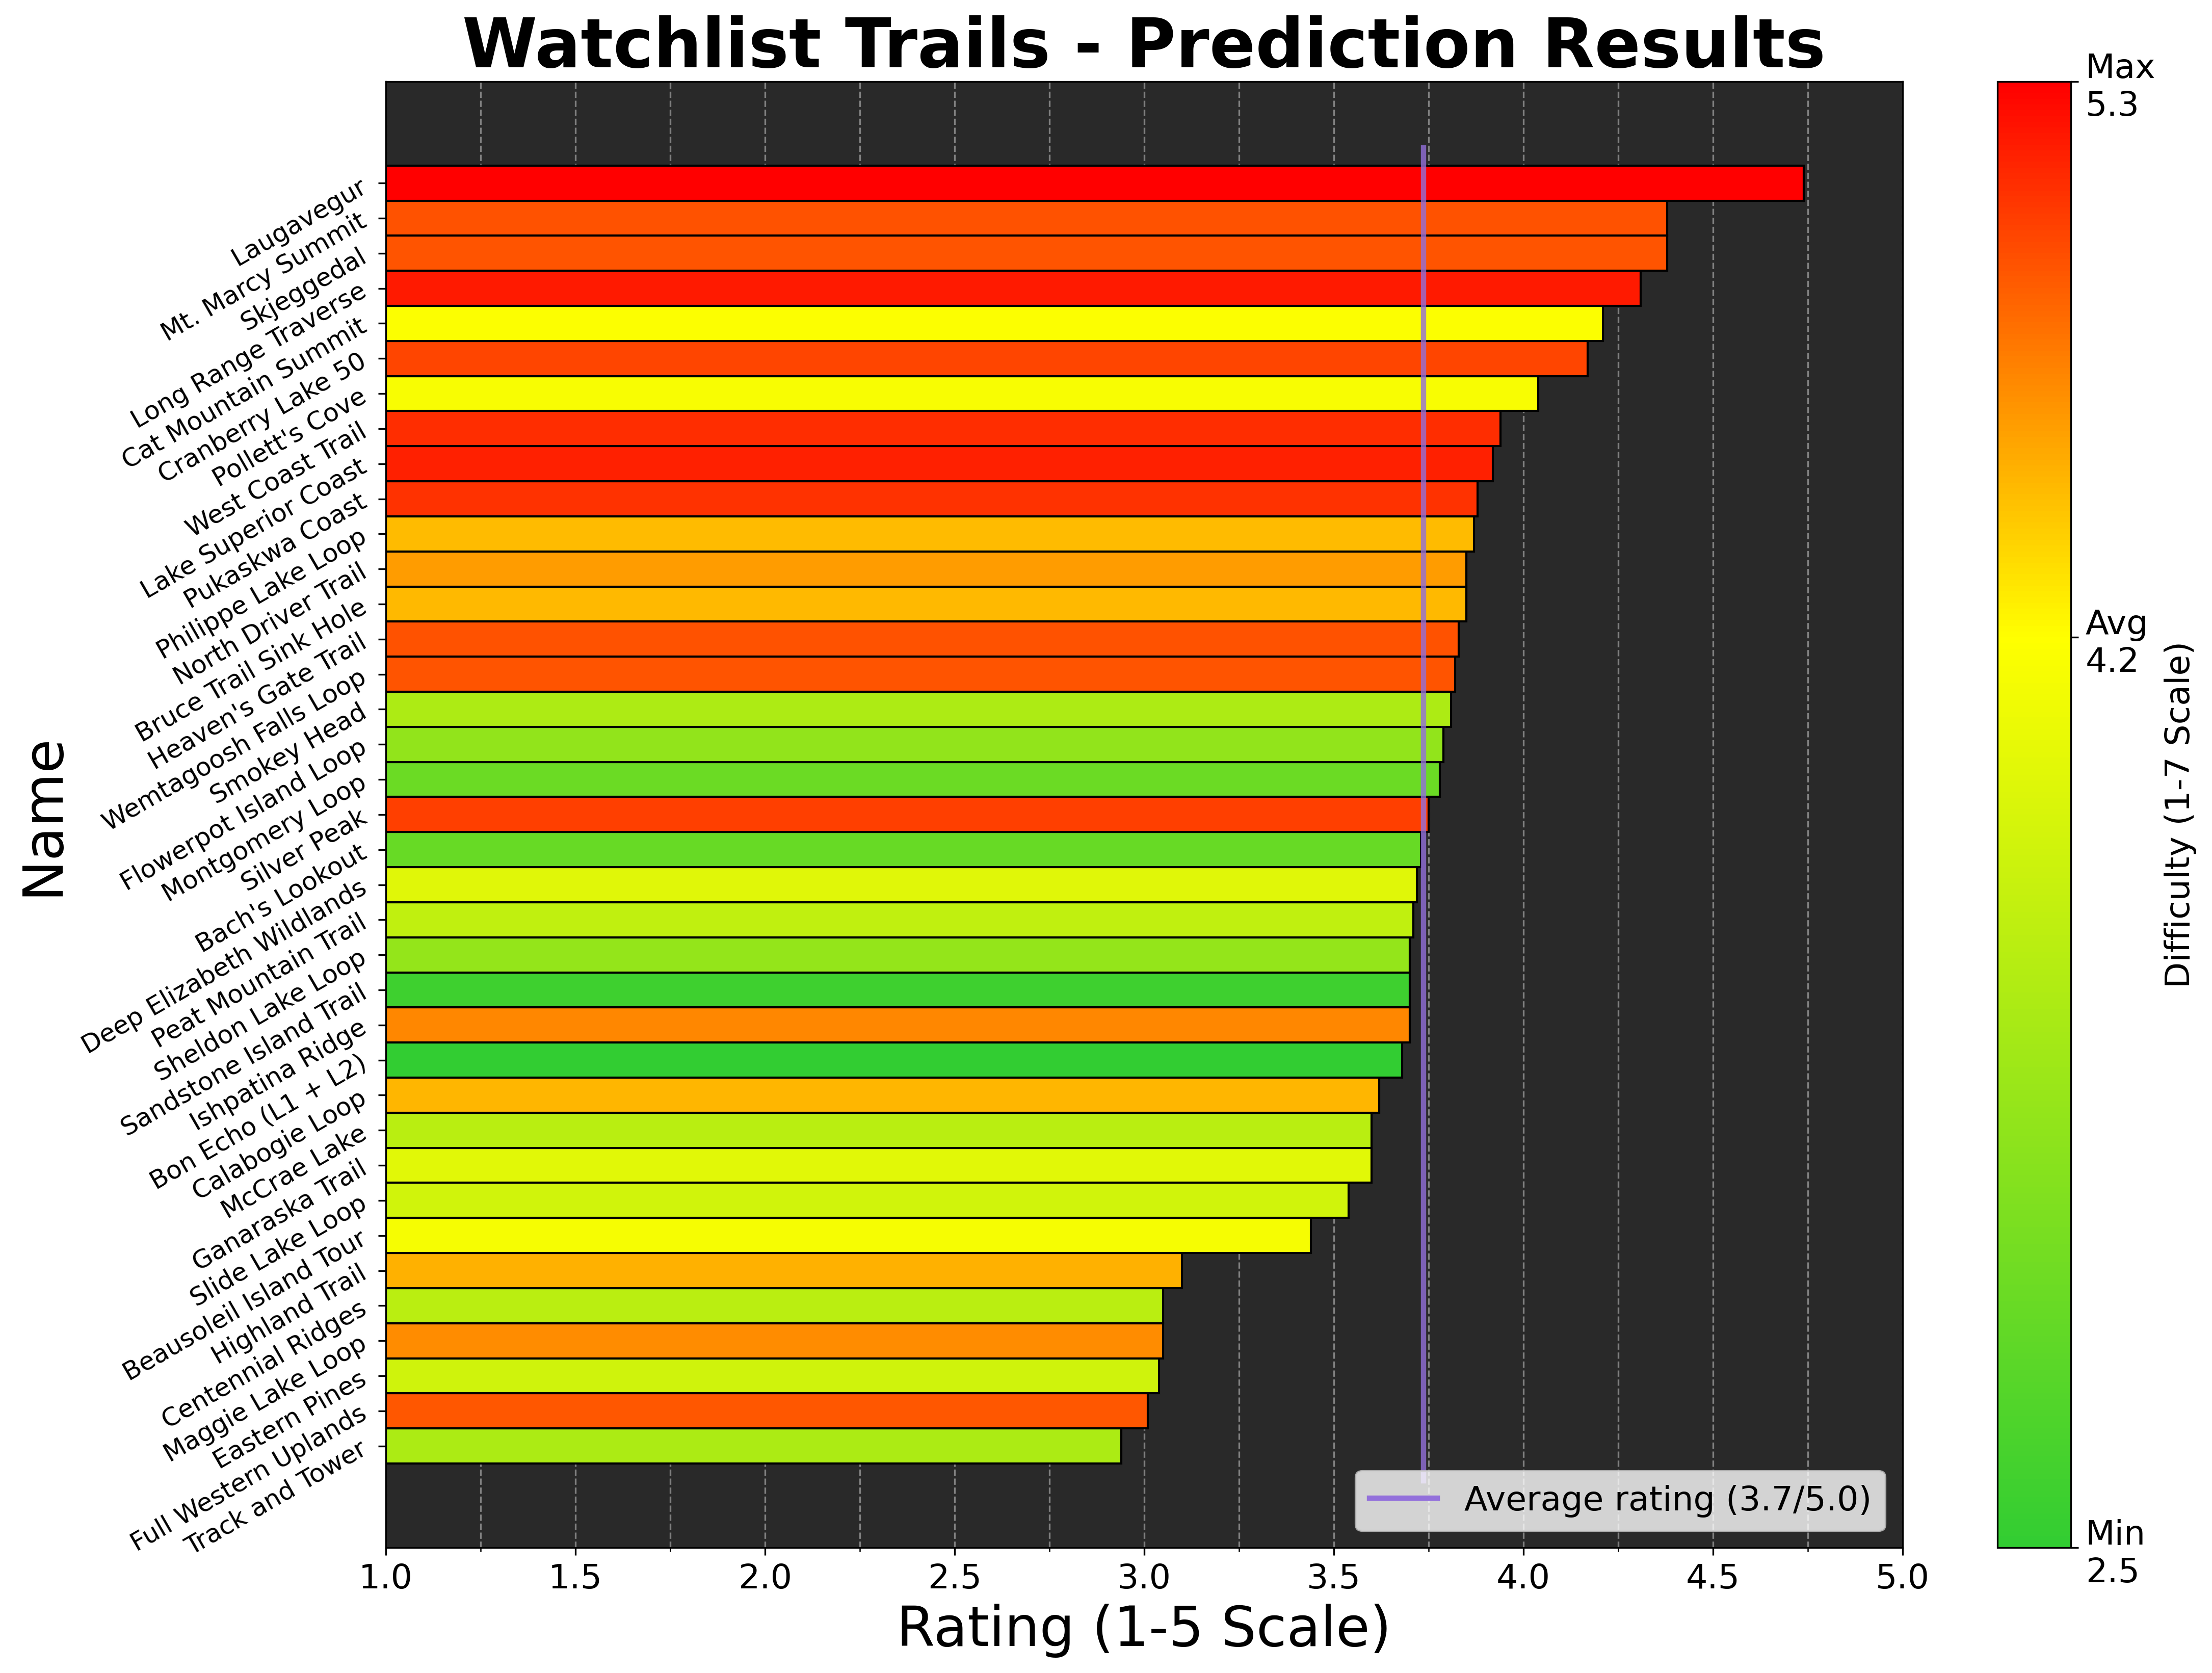 Watchlist Trails - Prediction Results
Name
Laugavegur
Mt. Marcy Summit
Skjeggedal
Long Range Traverse
Cat Mountain Summit
Cranberry Lake 50
Pollett's Cove
West Coast Trail
Lake Superior Coast
Pukaskwa Coast
Philippe Lake Loop
North Driver Trail
Bruce Trail Sink Hole
Heaven's Gate Trail
Wemtagoosh Falls Loop
Smokey Head
Flowerpot Island Loop
Montgomery Loop
Silver Peak
Bach's Lookout
Deep Elizabeth Wildlands
Peat Mountain Trail
Sheldon Lake Loop
Sandstone Island Trail
Ishpatina Ridge
Bon Echo (L1 + L2)
Calabogie Loop
McCrae Lake
Ganaraska Trail
Slide Lake Loop
Beausoleil Island Tour
Highland Trail
Centennial Ridges
Maggie Lake Loop
Eastern Pines
Full Western Uplands
Track and Tower
Average rating (3.7/5.0)
1.0 1.5 2.0 2.5 3.0 3.5 4.0 4.5 5.0
Rating (1-5 Scale)
Max
5.3
Avg
4.2
Min
2.5
Difficulty (1-7 Scale)